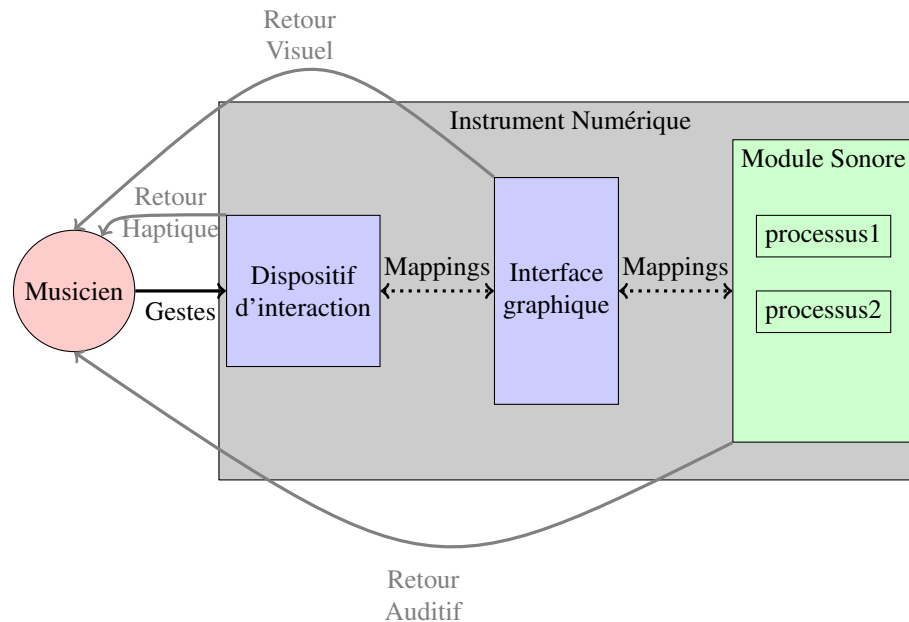 Retour
Visuel
Instrument Numérique
Module Sonore
Retour
Haptique
processus1
Musicien
Gestes
Dispositif
d'interaction
Mappings
Interface
graphique
Mappings
processus2
Retour
Auditif